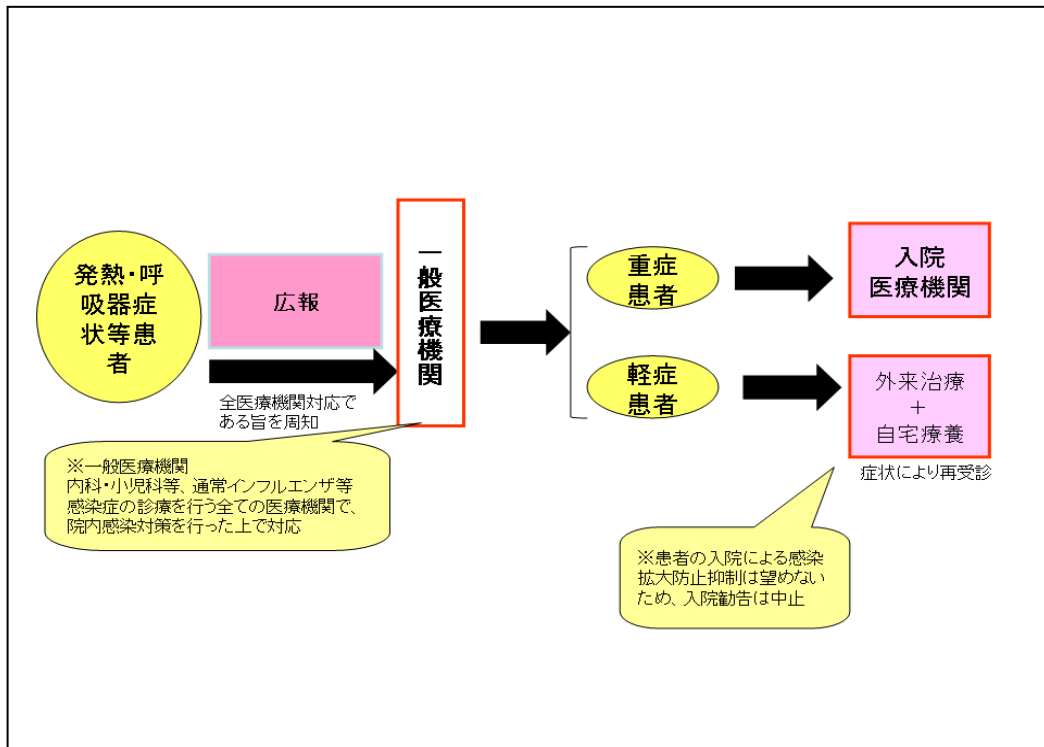 発熱・呼
吸器症
状等患
者
広報
全医療機関対応で
ある旨を周知
一般医療機関
※一般医療機関
内科・小児科等、通常インフルエンザ等
感染症の診療を行う全ての医療機関で、
院内感染対策を行った上で対応
重症
患者
入院
医療機関
軽症
患者
外来治療
+
自宅療養
症状により再受診
※患者の入院による感染
拡大防止抑制は望めない
ため、入院勧告は中止